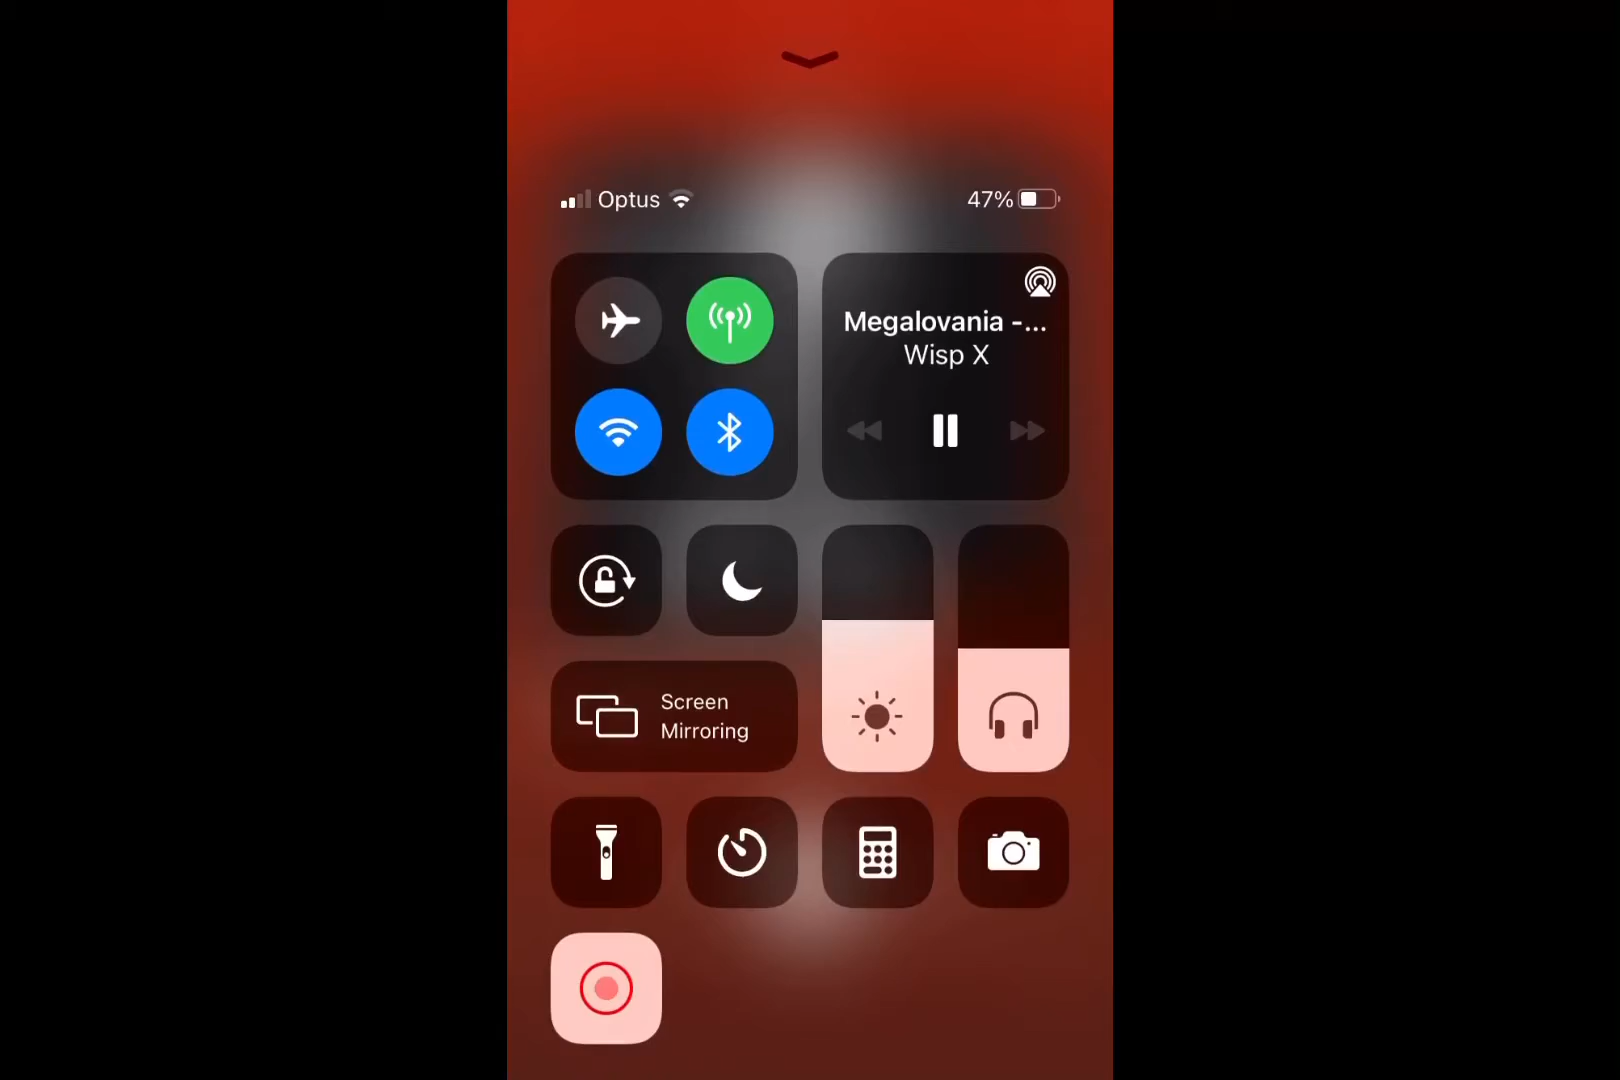 Optus
47%
Megalovania -...
Wisp X
Screen
Mirroring